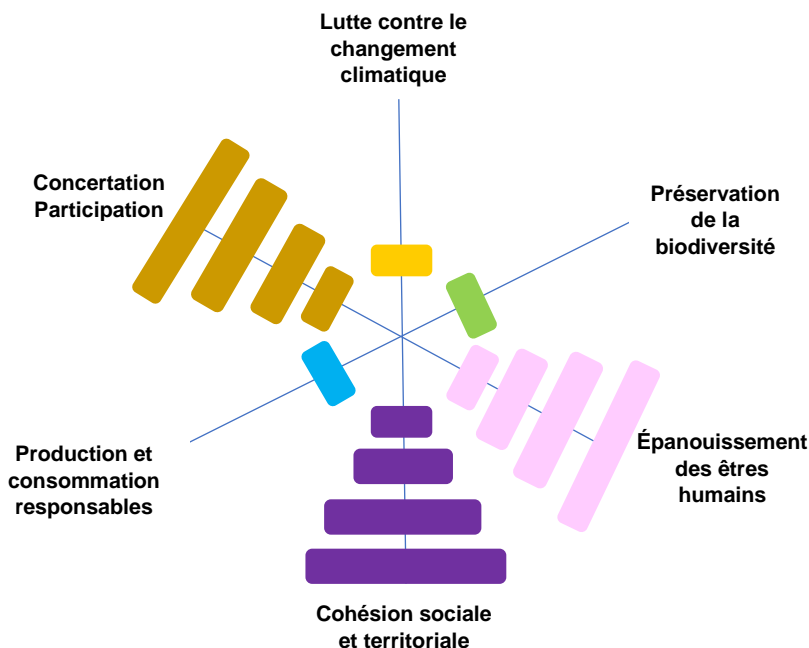 Lutte contre le
changement
climatique
Concertation
Participation
Préservation
de la
biodiversité
Production et
consommation
responsables
Épanouissement
des êtres
humains
Cohésion sociale
et territoriale